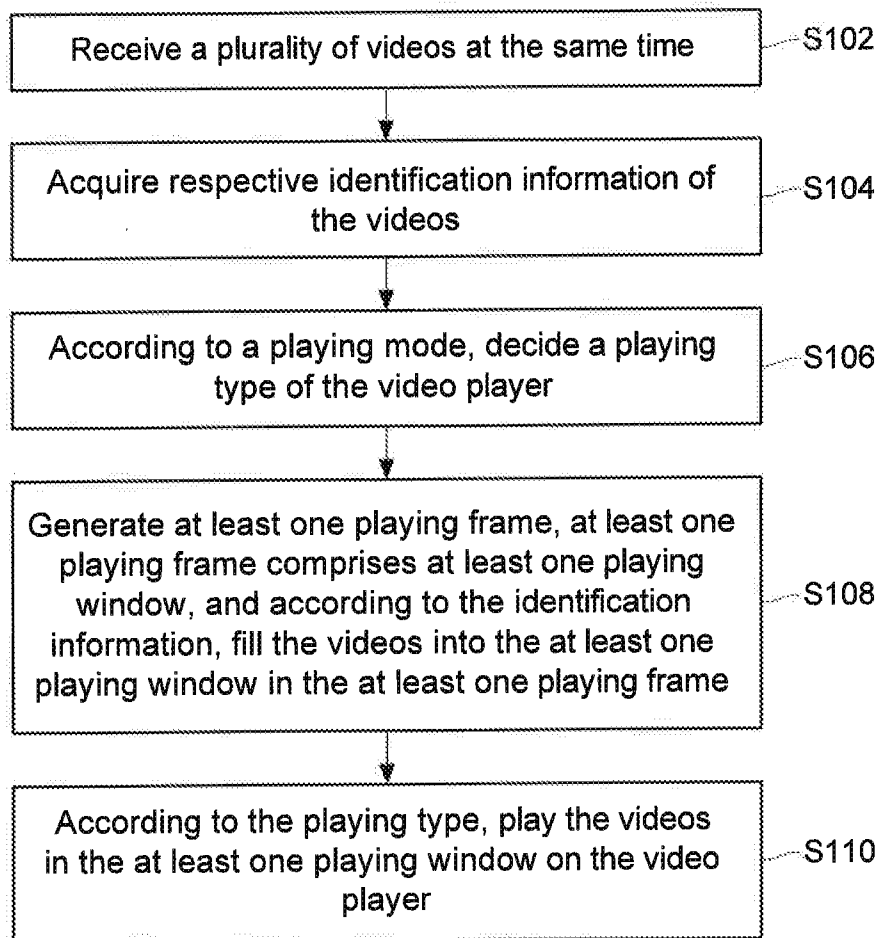 Receive a plurality of videos at the same time
S102
Acquire respective identification information of
the videos
S104
According to a playing mode, decide a playing
type of the video player
S106
Generate at least one playing frame, at least one
playing frame comprises at least one playing
window, and according to the identification
information, fill the videos into the at least one
playing window in the at least one playing frame
S108
According to the playing type, play the videos
in the at least one playing window on the video
player
S110